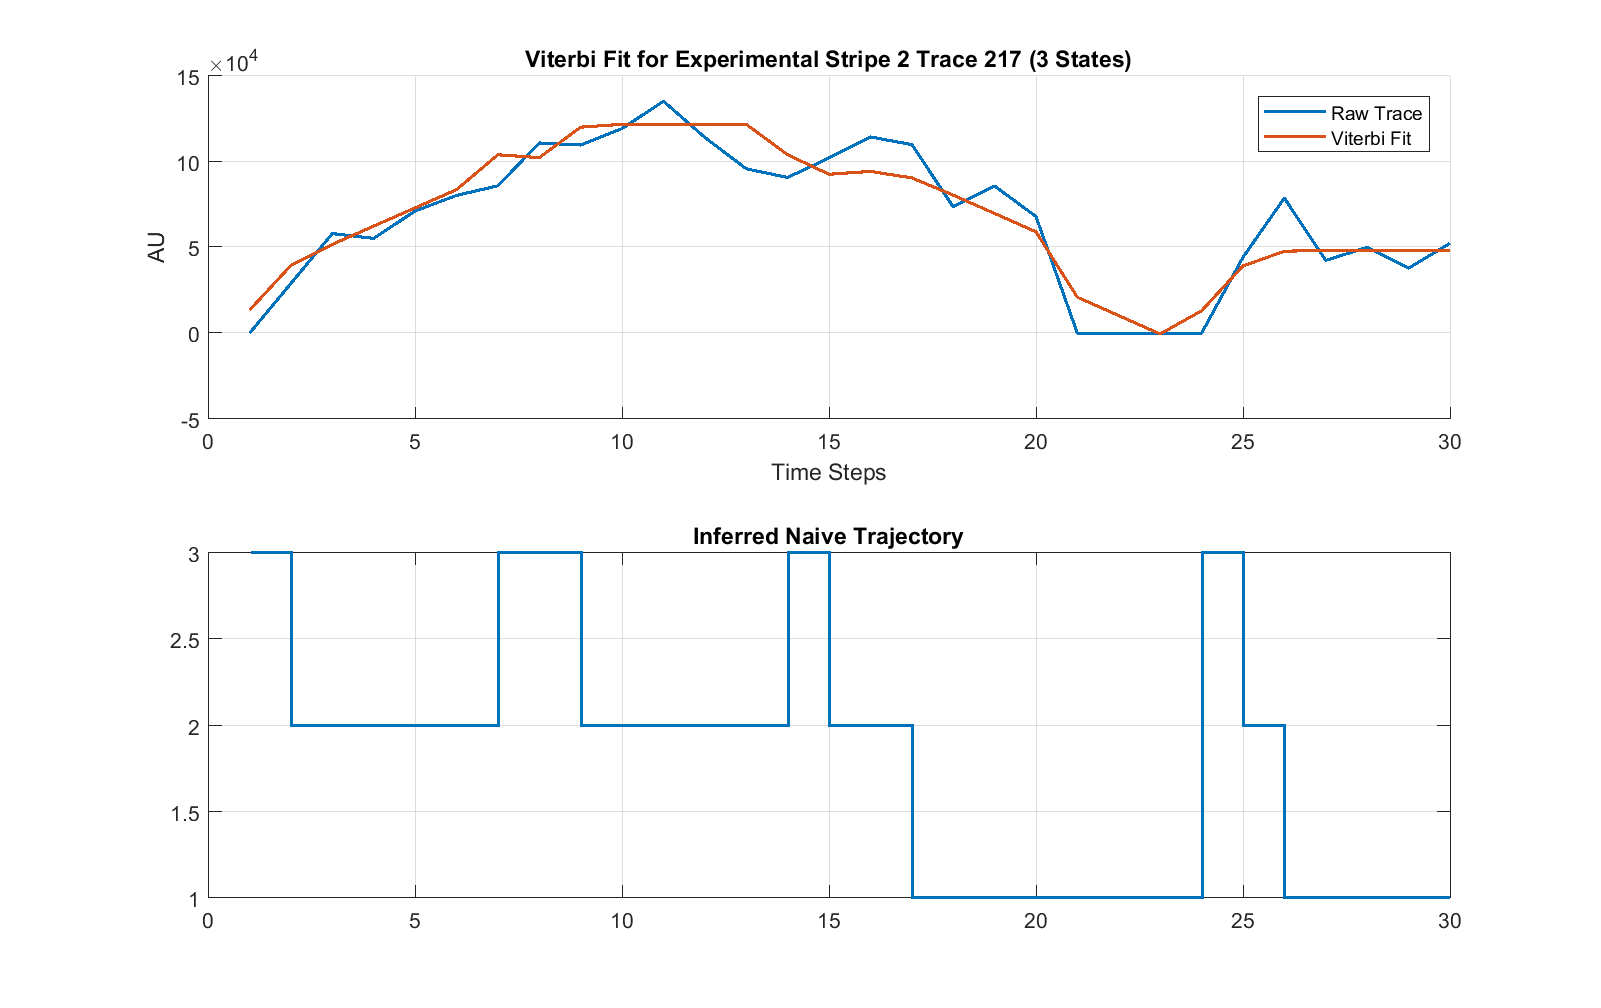 Viterbi Fit for Experimental Stripe 2 Trace 217 (3 States)
×10⁴
15
10
5
0
-5
AU
Raw Trace
Viterbi Fit
0 5 10 15 20 25 30
Time Steps
Inferred Naive Trajectory
3
2.5
2
1.5
1
0 5 10 15 20 25 30